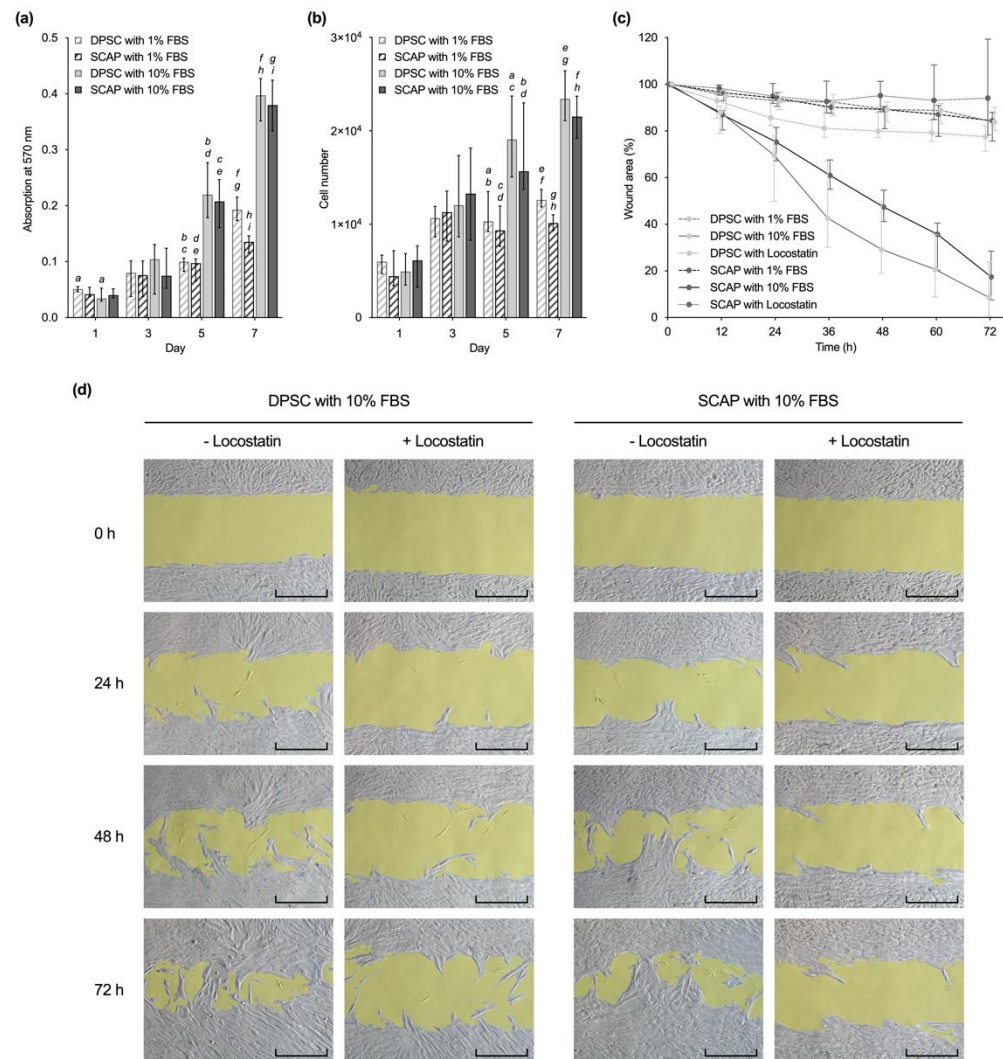 (a)
DPSC with 1% FBS
SCAP with 1% FBS
DPSC with 10% FBS
SCAP with 10% FBS
Absorption at 570 nm
0.5
0.4
0.3
0.2
0.1
0.0
a
a
b
c
d
e
b
d
c
e
f
g
h
i
f
h
g
i
1
3
5
7
Day
(b)
DPSC with 1% FBS
SCAP with 1% FBS
DPSC with 10% FBS
SCAP with 10% FBS
Cell number
3×10⁴
2×10⁴
1×10⁴
0
a
b
c
d
a
c
b
d
e
f
g
h
e
g
f
h
1
3
5
7
Day
(c)
Wound area (%)
120
100
80
60
40
20
0
DPSC with 1% FBS
DPSC with 10% FBS
DPSC with Locostatin
SCAP with 1% FBS
SCAP with 10% FBS
SCAP with Locostatin
0
12
24
36
48
60
72
Time (h)
(d)
DPSC with 10% FBS
SCAP with 10% FBS
- Locostatin
+ Locostatin
- Locostatin
+ Locostatin
0 h
24 h
48 h
72 h